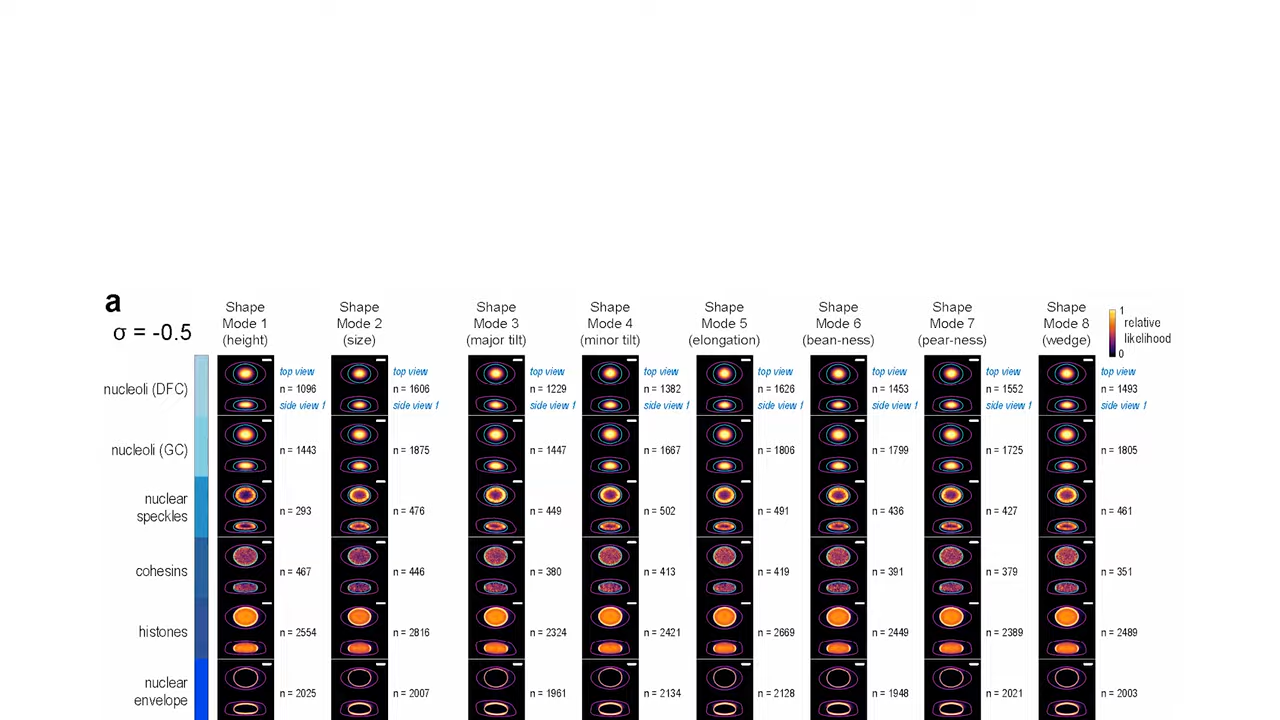 a
σ = -0.5
Shape Mode 1 (height)
Shape Mode 2 (size)
Shape Mode 3 (major tilt)
Shape Mode 4 (minor tilt)
Shape Mode 5 (elongation)
Shape Mode 6 (bean-ness)
Shape Mode 7 (pear-ness)
Shape Mode 8 (wedge)
1
relative likelihood
0
top view top view top view top view top view top view top view top view
nucleoli (DFC) n = 1096 n = 1606 n = 1229 n = 1382 n = 1626 n = 1453 n = 1552 n = 1493
side view 1 side view 1 side view 1 side view 1 side view 1 side view 1 side view 1 side view 1
nucleoli (GC) n = 1443 n = 1875 n = 1447 n = 1667 n = 1806 n = 1799 n = 1725 n = 1805
nuclear speckles n = 293 n = 476 n = 449 n = 502 n = 491 n = 436 n = 427 n = 461
cohesins n = 467 n = 446 n = 380 n = 413 n = 419 n = 391 n = 379 n = 351
histones n = 2554 n = 2816 n = 2324 n = 2421 n = 2669 n = 2449 n = 2389 n = 2489
nuclear envelope n = 2025 n = 2007 n = 1961 n = 2134 n = 2128 n = 1948 n = 2021 n = 2003